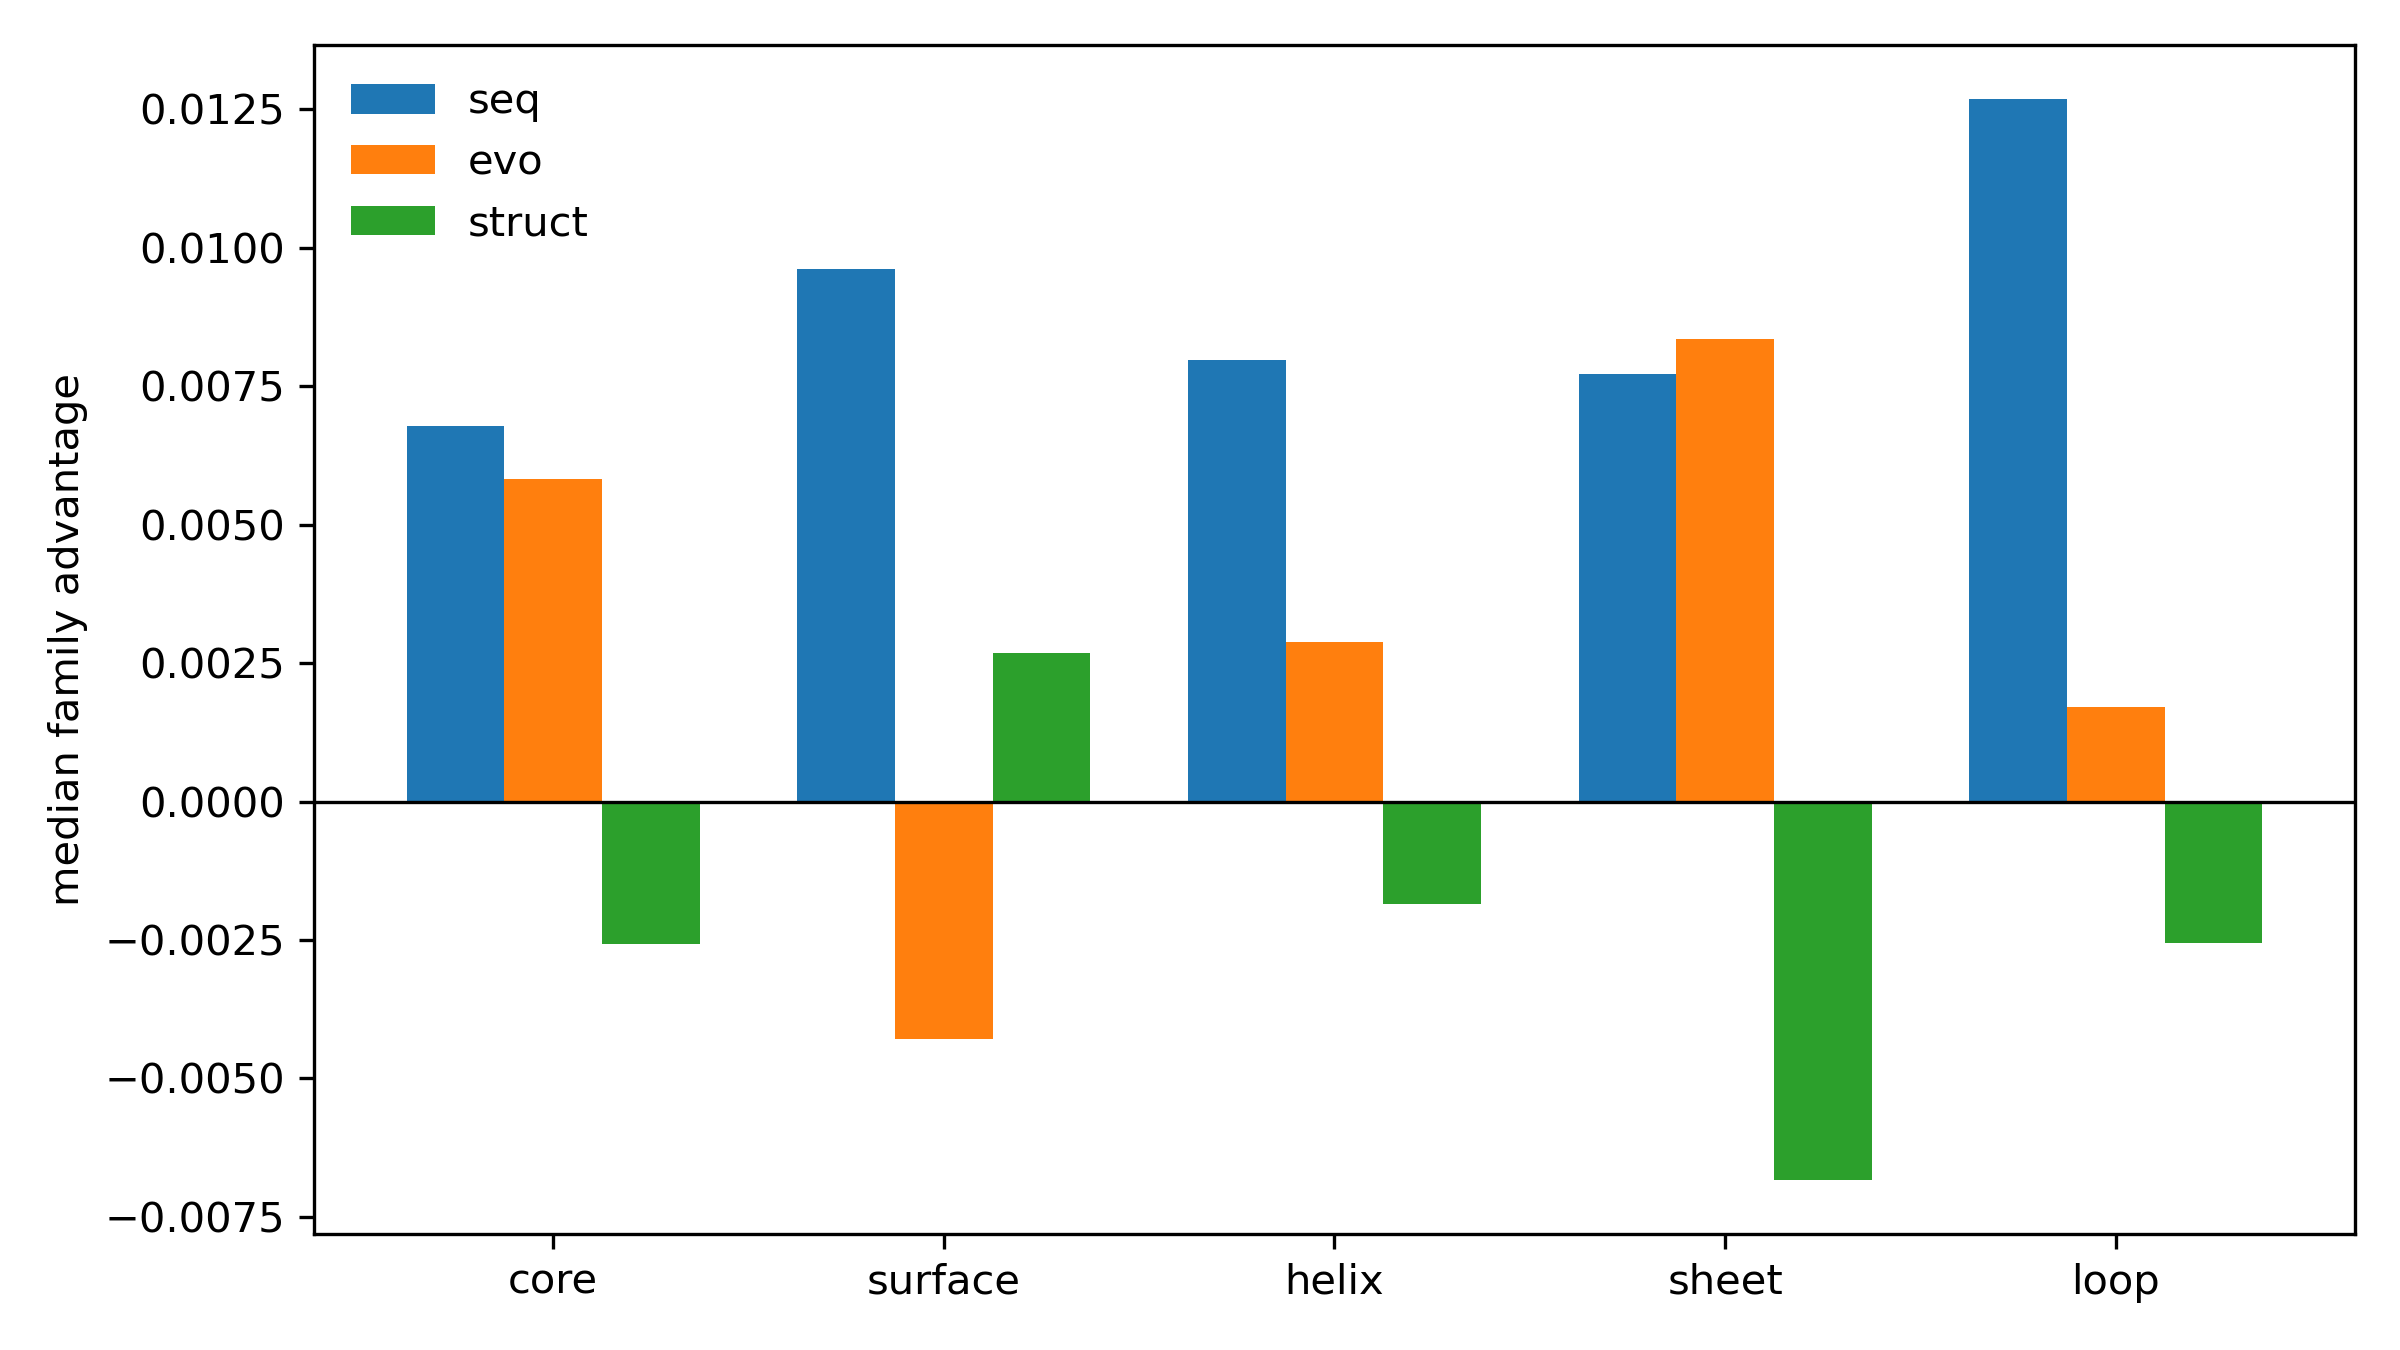 seq
evo
struct
median family advantage
0.0125
0.0100
0.0075
0.0050
0.0025
0.0000
−0.0025
−0.0050
−0.0075
core surface helix sheet loop